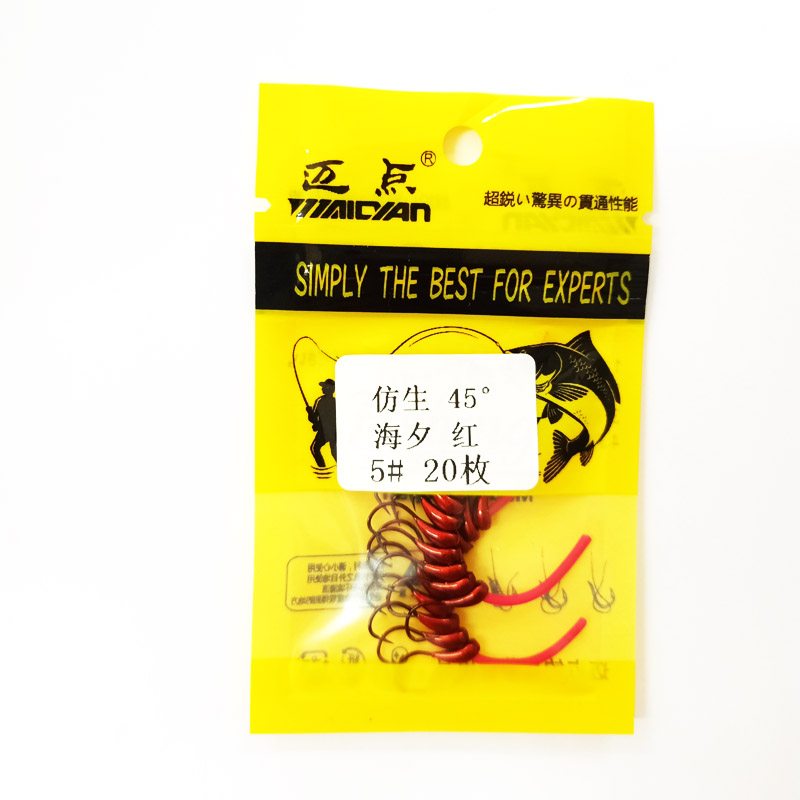 迈点®
MAICYAN
超鋭い驚異の貫通性能
SIMPLY THE BEST FOR EXPERTS
仿生 45°
海夕 红
5# 20枚